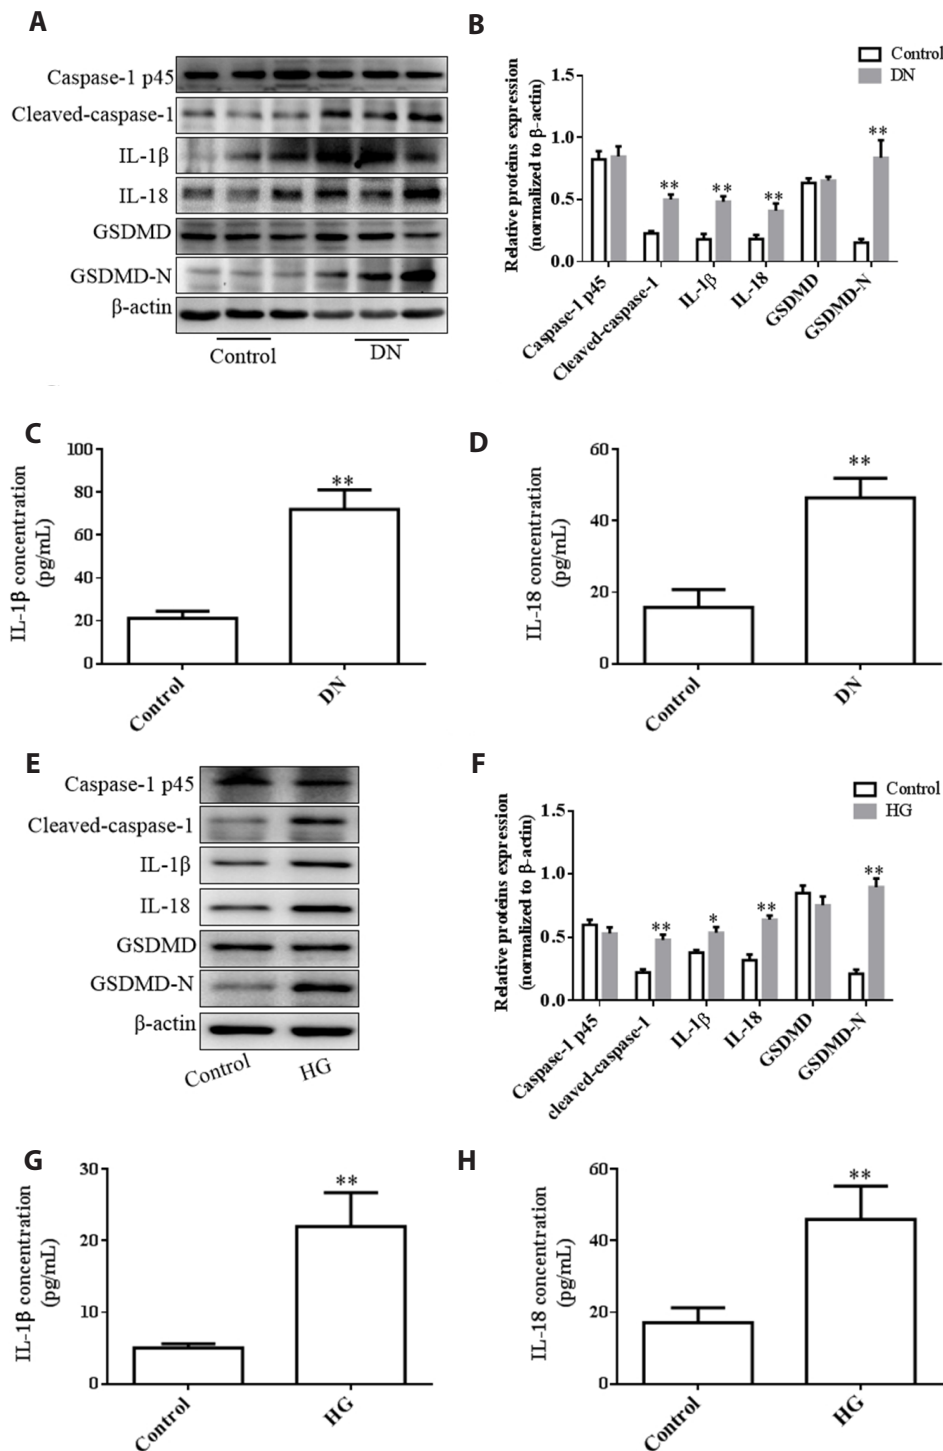 A
Caspase-1 p45
Cleaved-caspase-1
IL-1β
IL-18
GSDMD
GSDMD-N
β-actin
Control
DN
B
Control
DN
Relative proteins expression
(normalized to β-actin)
1.5
1.0
0.5
0.0
** ** ** **
Caspase-1 p45
Cleaved-caspase-1
IL-1β
IL-18
GSDMD
GSDMD-N
C
IL-1β concentration
(pg/mL)
100
80
60
40
20
0
**
Control
DN
D
IL-18 concentration
(pg/mL)
60
40
20
0
**
Control
DN
E
Caspase-1 p45
Cleaved-caspase-1
IL-1β
IL-18
GSDMD
GSDMD-N
β-actin
Control
HG
F
Control
HG
Relative proteins expression
(normalized to β-actin)
1.5
1.0
0.5
0.0
** * ** **
Caspase-1 p45
cleaved-caspase-1
IL-1β
IL-18
GSDMD
GSDMD-N
G
IL-1β concentration
(pg/mL)
30
20
10
0
**
Control
HG
H
IL-18 concentration
(pg/mL)
60
40
20
0
**
Control
HG